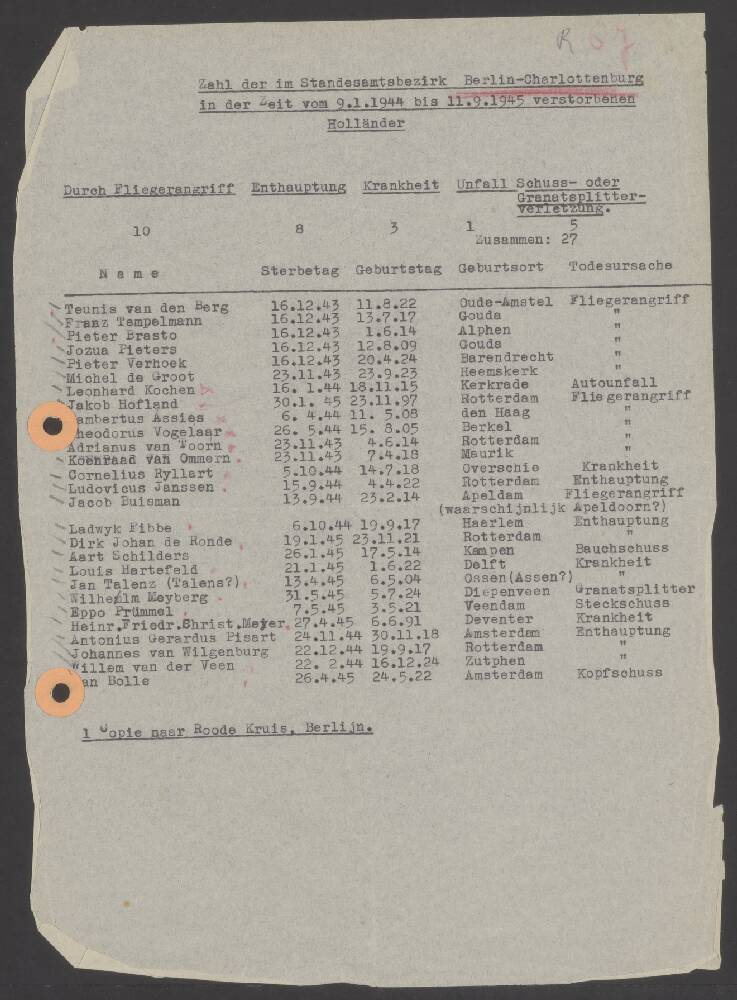 R 07
Zahl der im Standesamtsbezirk Berlin-Charlottenburg
in der Zeit vom 9.1.1944 bis 11.9.1945 verstorbenen
Holländer
Durch Fliegerangriff Enthauptung Krankheit Unfall Schuss- oder
Granatsplitter-
verletzung.
10 8 3 1 5
Zusammen: 27
Name Sterbetag Geburtstag Geburtsort Todesursache
Teunis van den Berg 16.12.43 11.8.22 Oude-Amstel Fliegerangriff
Franz Tempelmann 16.12.43 13.7.17 Gouda "
Pieter Brasto 16.12.43 1.6.14 Alphen "
Jozua Pieters 16.12.43 12.8.09 Gouda "
Pieter Verhoek 16.12.43 20.4.24 Barendrecht "
Michel de Groot 23.11.43 23.9.23 Heemskerk "
Leonhard Kochen 16. 1.44 18.11.15 Kerkrade Autounfall
Jakob Hofland 30.1. 45 23.11.97 Rotterdam Fliegerangriff
ambertus Assies 6. 4.44 11. 5.08 den Haag "
heodorus Vogelaar 26. 5.44 15. 8.05 Berkel "
Adrianus van Toorn 23.11.43 4.6.14 Rotterdam "
Koenraad van Ommern 23.11.43 7.4.18 Maurik "
Cornelius Ryllart 5.10.44 14.7.18 Overschie Krankheit
Ludovicus Janssen 15.9.44 4.4.22 Rotterdam Enthauptung
Jacob Buisman 13.9.44 23.2.14 Apeldam Fliegerangriff
(waarschijnlijk Apeldoorn?)
Ladwyk Fibbe 6.10.44 19.9.17 Haarlem Enthauptung
Dirk Johan de Ronde 19.1.45 23.11.21 Rotterdam "
Aart Schilders 26.1.45 17.5.14 Kampen Bauchschuss
Louis Hartefeld 21.1.45 1.6.22 Delft Krankheit
Jan Talenz (Talens?) 13.4.45 6.5.04 Ossen(Assen?) "
Wilhelm Meyberg 31.5.45 5.7.24 Diepenveen Granatsplitter
Eppo Prümmel 7.5.45 3.5.21 Veendam Steckschuss
Heinr.Friedr.Christ.Meyer 27.4.45 6.6.91 Deventer Krankheit
Antonius Gerardus Pisart 24.11.44 30.11.18 Amsterdam Enthauptung
Johannes van Wilgenburg 22.12.44 19.9.17 Rotterdam "
Willem van der Veen 22. 2.44 16.12.24 Zutphen "
an Bolle 26.4.45 24.5.22 Amsterdam Kopfschuss
1 Copie naar Roode Kruis, Berlijn.